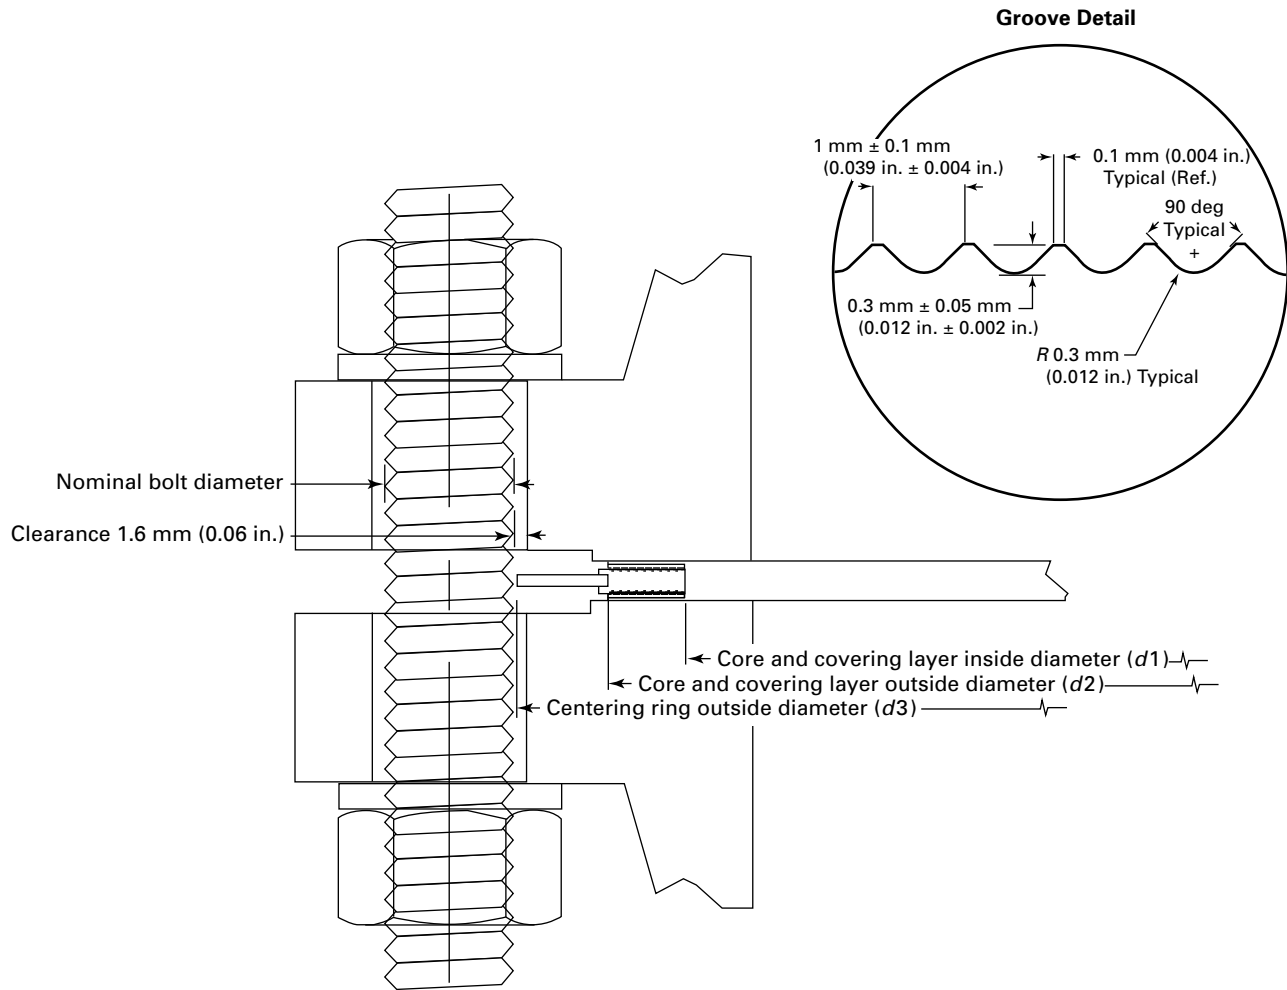 Groove Detail
1 mm ± 0.1 mm
(0.039 in. ± 0.004 in.)
0.1 mm (0.004 in.)
Typical (Ref.)
90 deg
Typical
+
0.3 mm ± 0.05 mm
(0.012 in. ± 0.002 in.)
R 0.3 mm
(0.012 in.) Typical
Nominal bolt diameter
Clearance 1.6 mm (0.06 in.)
Core and covering layer inside diameter (d1)
Core and covering layer outside diameter (d2)
Centering ring outside diameter (d3)